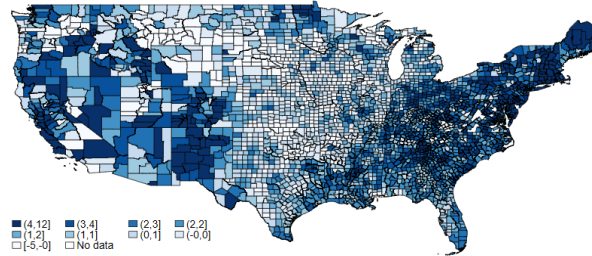 (4,12] (3,4] (2,3] (2,2]
(1,2] (1,1] (0,1] (-0,0]
[-5,-0] No data